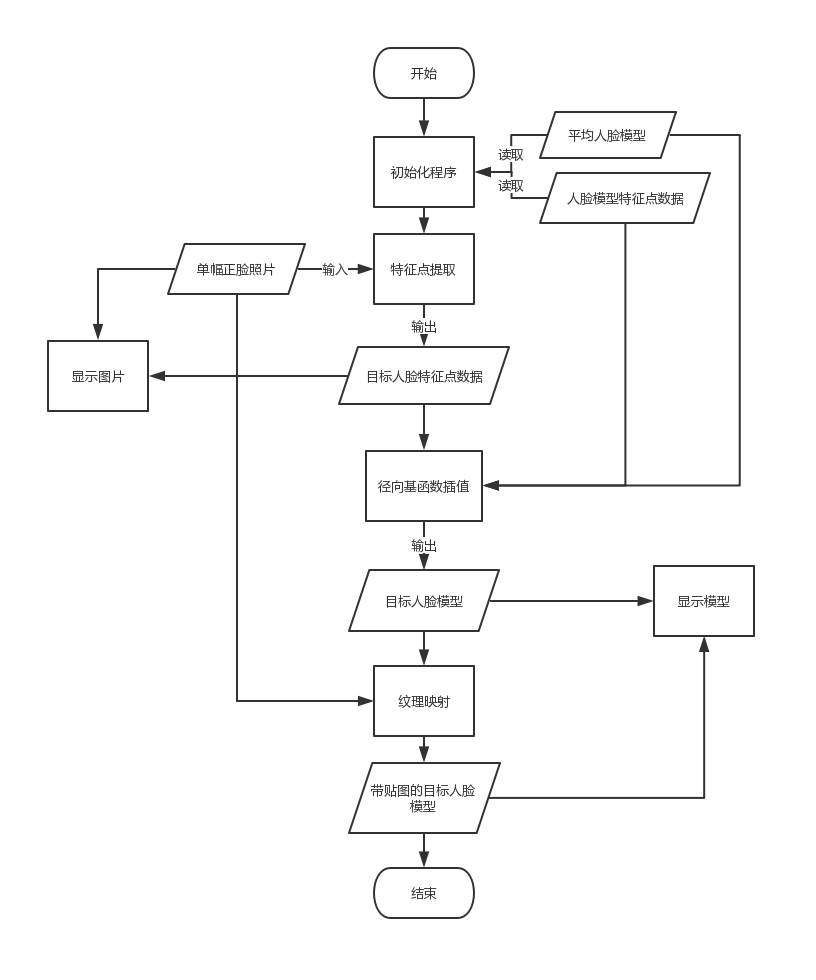 开始
平均人脸模型
读取
初始化程序
读取
人脸模型特征点数据
单幅正脸照片
输入
特征点提取
输出
显示图片
目标人脸特征点数据
径向基函数插值
输出
目标人脸模型
显示模型
纹理映射
带贴图的目标人脸
模型
结束